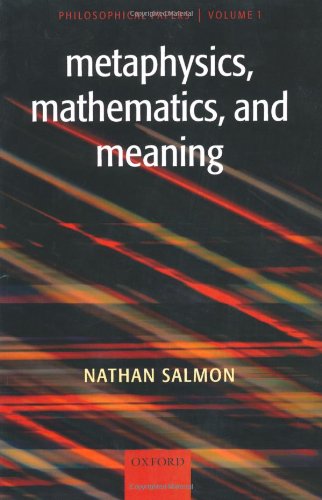 PHILOSOPHICAL PAPERS | VOLUME 1
metaphysics,
mathematics, and
meaning
NATHAN SALMON
OXFORD